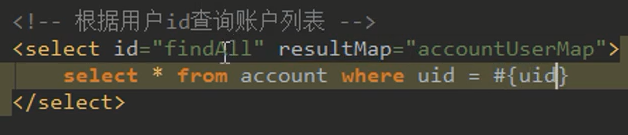 <!-- 根据用户id查询账户列表 -->
<select id="findAll" resultMap="accountUserMap">
select * from account where uid = #{uid}
</select>